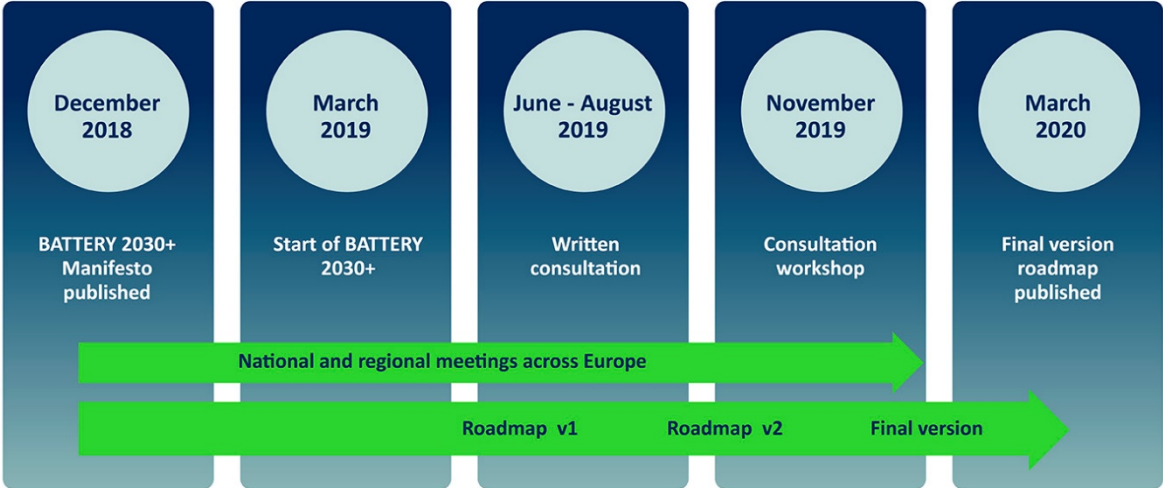 December
2018
BATTERY 2030+
Manifesto
published
March
2019
Start of BATTERY
2030+
June - August
2019
Written
consultation
November
2019
Consultation
workshop
March
2020
Final version
roadmap
published
National and regional meetings across Europe
Roadmap v1 Roadmap v2 Final version